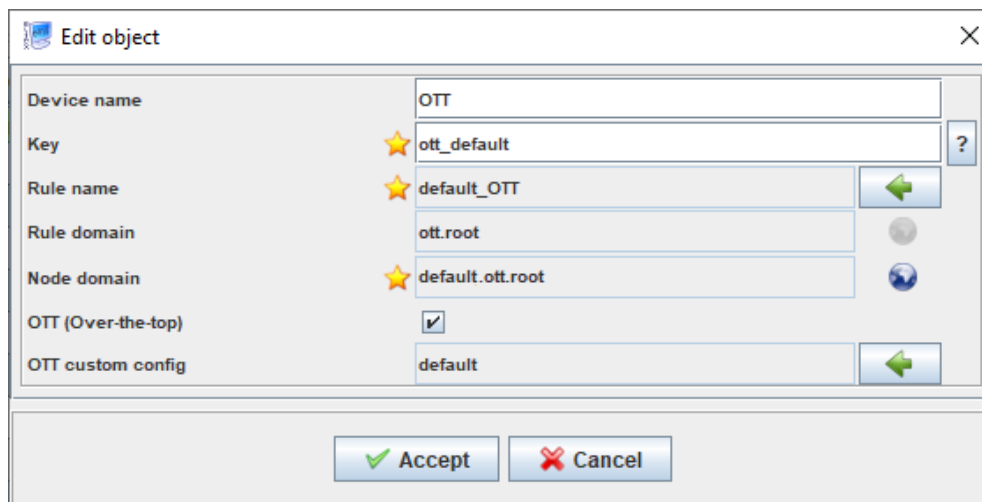 Edit object
Device name OTT
Key ott_default ?
Rule name default_OTT
Rule domain ott.root
Node domain default.ott.root
OTT (Over-the-top)
OTT custom config default
Accept Cancel